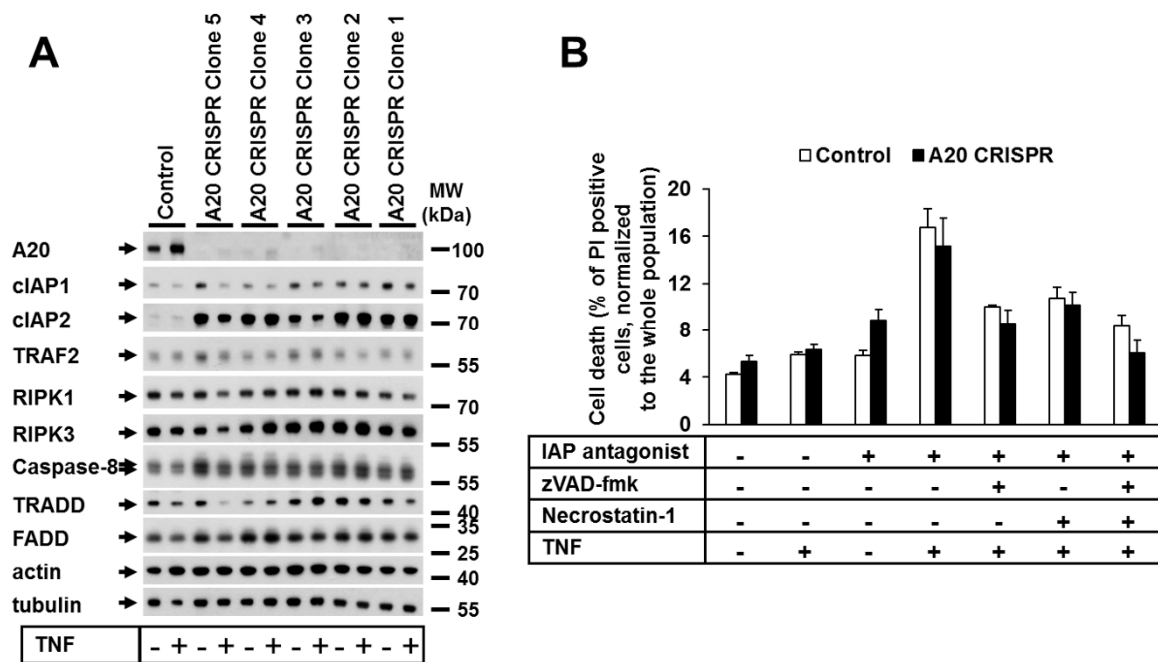 A
Control
A20 CRISPR Clone 5
A20 CRISPR Clone 4
A20 CRISPR Clone 3
A20 CRISPR Clone 2
A20 CRISPR Clone 1
MW
(kDa)
A20
100
cIAP1
70
cIAP2
70
TRAF2
55
RIPK1
70
RIPK3
55
Caspase-8
55
TRADD
40
35
FADD
25
actin
40
tubulin
55
TNF - + - + - + - + - + - +
B
Control A20 CRISPR
Cell death (% of PI positive
cells, normalized
to the whole population)
20
16
12
8
4
0
IAP antagonist - - + + + + +
zVAD-fmk - - - - + - +
Necrostatin-1 - - - - - + +
TNF - + - + + + +